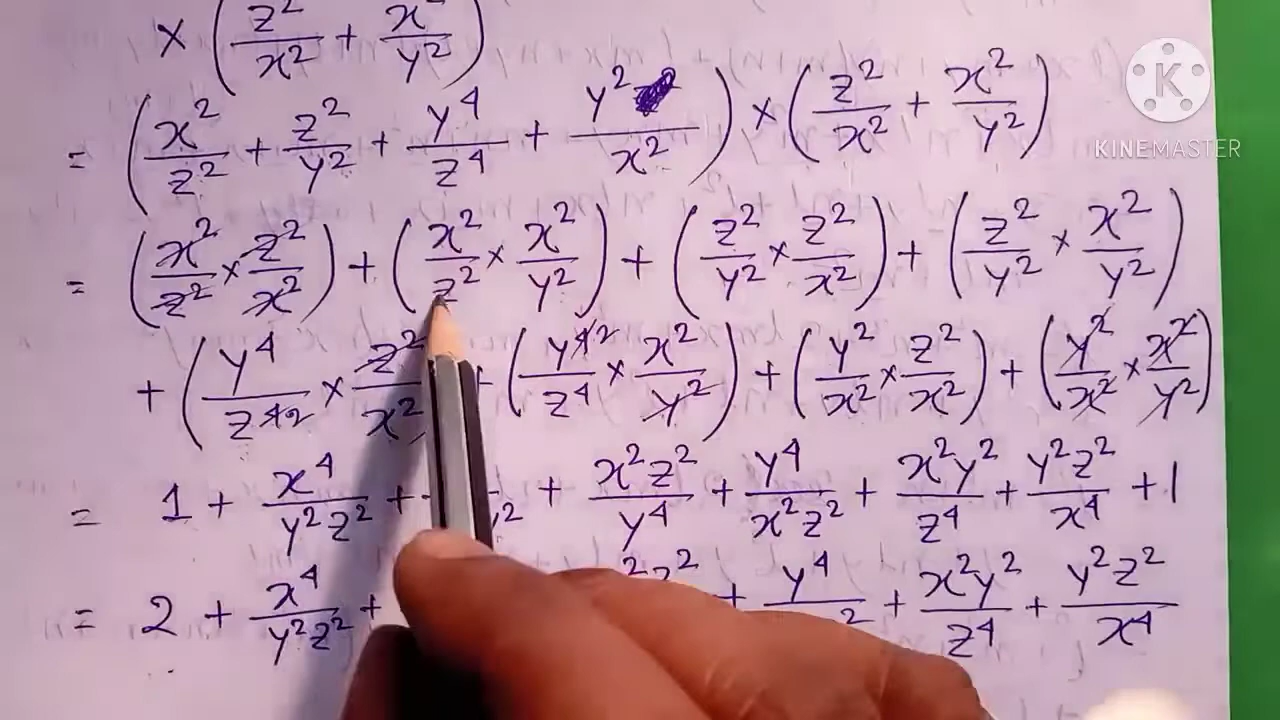 × (z²/x² + x²/y²)
= (x²/z² + z²/y² + y⁴/z⁴ + y²/x²) × (z²/x² + x²/y²)
KINEMASTER
= (x²/z² × z²/x²) + (x²/z² × x²/y²) + (z²/y² × z²/x²) + (z²/y² × x²/y²)
+ (y⁴/z⁴ ² × z²/x²) + (y⁴ ²/z⁴ × x²/y²) + (y²/x² × z²/x²) + (y²/x² × x²/y²)
= 1 + x⁴/y²z² + + x²z²/y⁴ + y⁴/x²z² + x²y²/z⁴ + y²z²/x⁴ + 1
= 2 + x⁴/y²z² + + y⁴/ + x²y²/z⁴ + y²z²/x⁴